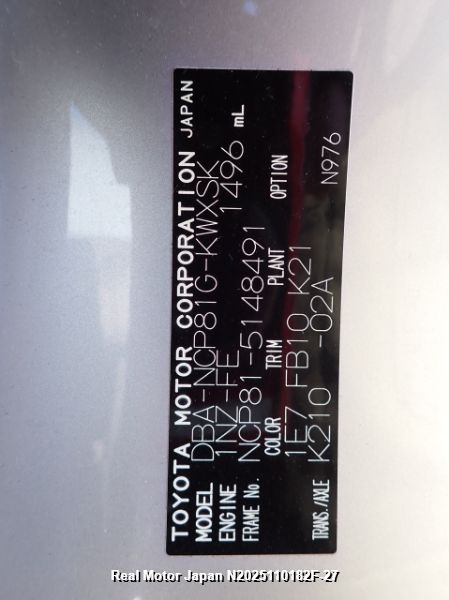 TOYOTA MOTOR CORPORATION JAPAN
MODEL DBA-NCP81G-KWXSK
ENGINE 1NZ-FE 1496 mL
FRAME No. NCP81-5148491
COLOR TRIM PLANT OPTION
1E7 FB10 K21
TRANS./AXLE K210 -02A N976
Real Motor Japan N2025110182F-27